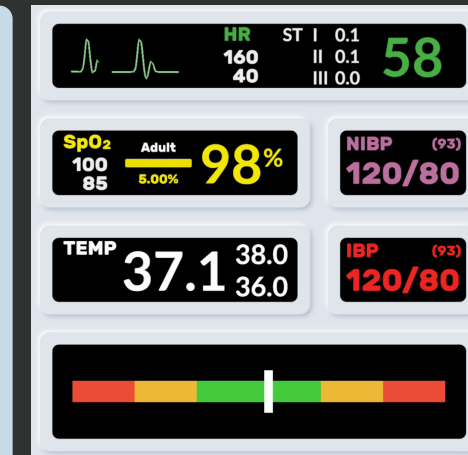 HR ST I 0.1
160 II 0.1 58
40 III 0.0
SpO₂ Adult
100 98%
85 5.00%
NIBP (93)
120/80
TEMP 38.0
37.1 36.0
IBP (93)
120/80